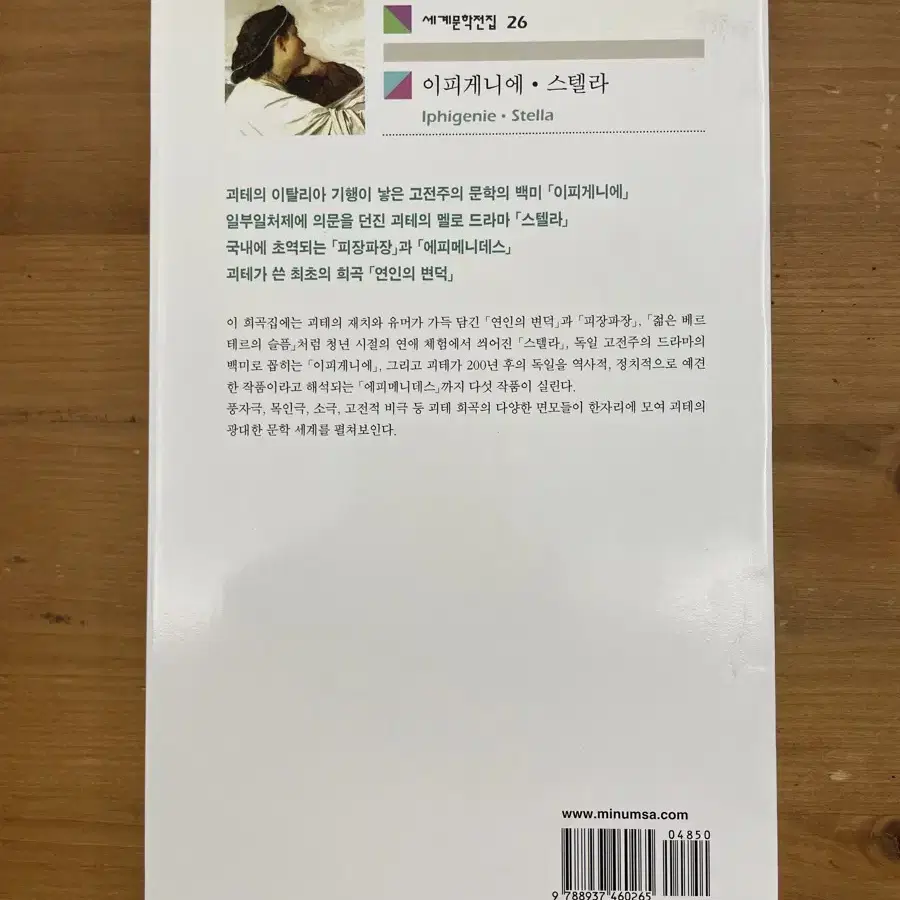 세계문학전집 26
이피게니에 • 스텔라
Iphigenie • Stella
괴테의 이탈리아 기행이 낳은 고전주의 문학의 백미 「이피게니에」
일부일처제에 의문을 던진 괴테의 멜로 드라마 「스텔라」
국내에 초역되는 「피장파장」과 「에피메니데스」
괴테가 쓴 최초의 희곡 「연인의 변덕」
이 희곡집에는 괴테의 재치와 유머가 가득 담긴 「연인의 변덕」과 「피장파장」, 「젊은 베르
테르의 슬픔」처럼 청년 시절의 연애 체험에서 씌어진 「스텔라」, 독일 고전주의 드라마의
백미로 꼽히는 「이피게니에」, 그리고 괴테가 200년 후의 독일을 역사적, 정치적으로 예견
한 작품이라고 해석되는 「에피메니데스」까지 다섯 작품이 실린다.
풍자극, 목인극, 소극, 고전적 비극 등 괴테 희곡의 다양한 면모들이 한자리에 모여 괴테의
광대한 문학 세계를 펼쳐보인다.
www.minumsa.com
04850
9 788937 460265